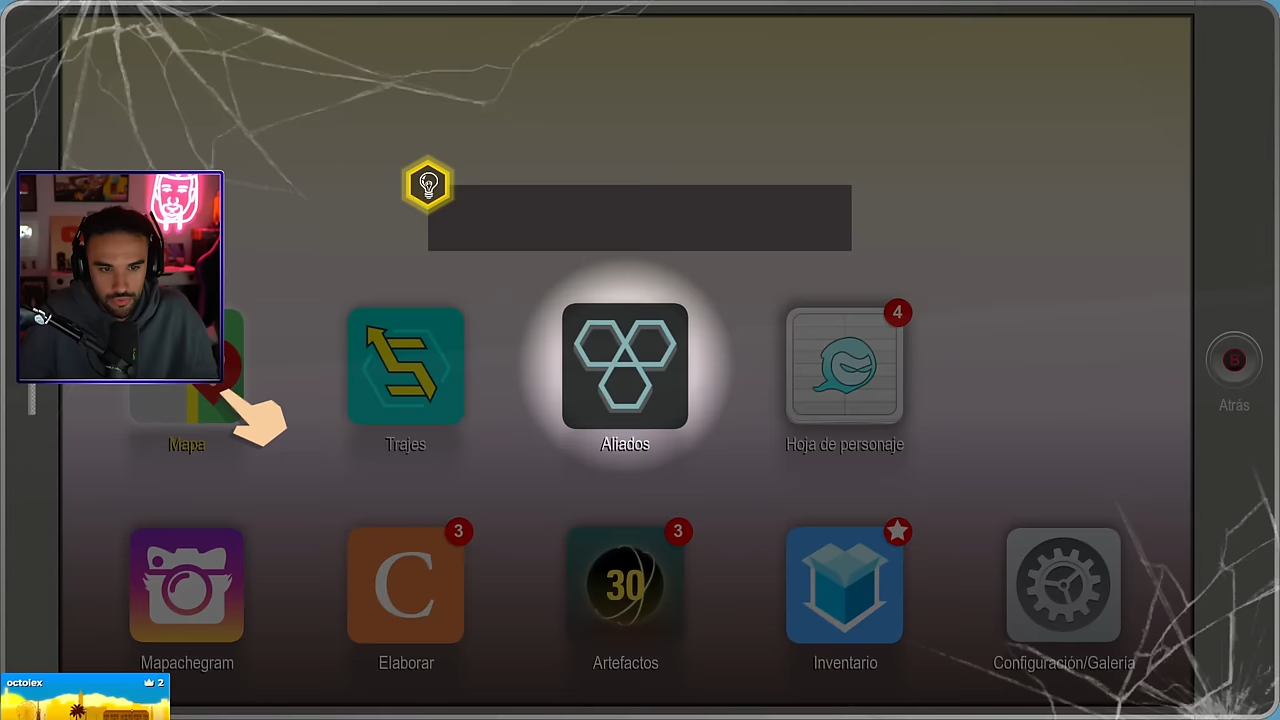 4
B
Atrás
Mapa
Trajes
Aliados
Hoja de personaje
3
3
C
30
Mapachegram
Elaborar
Artefactos
Inventario
Configuración/Galería
octolex
2